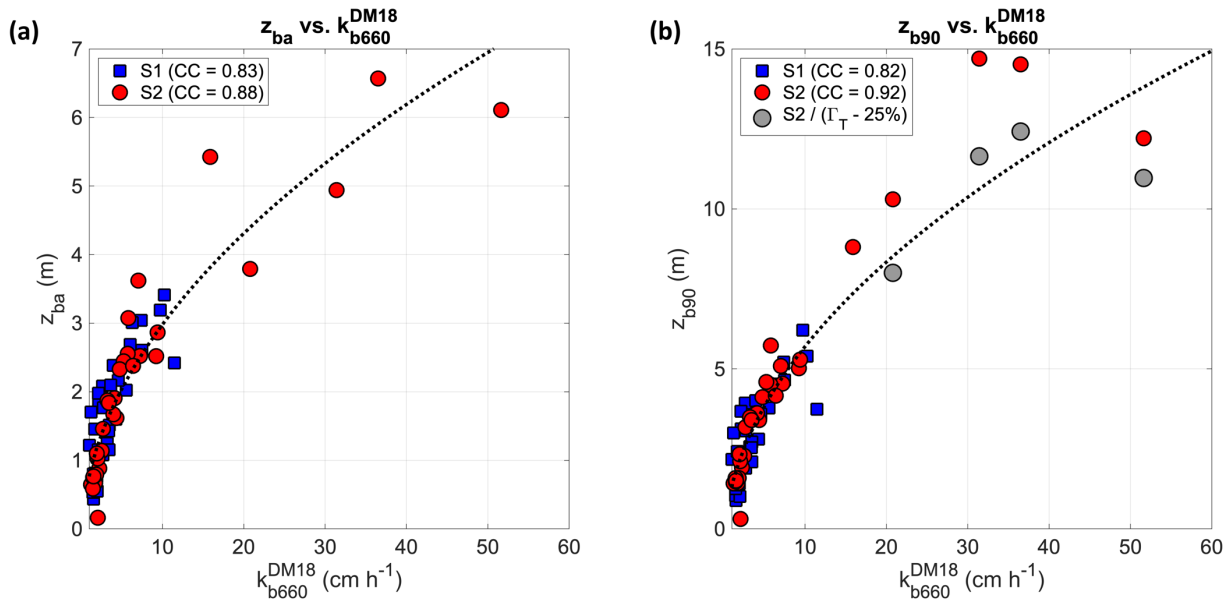 (a)
z_ba vs. k_b660^DM18
S1 (CC = 0.83)
S2 (CC = 0.88)
7
6
5
4
3
2
1
0
z_ba (m)
10 20 30 40 50 60
k_b660^DM18 (cm h^-1)
(b)
z_b90 vs. k_b660^DM18
S1 (CC = 0.82)
S2 (CC = 0.92)
S2 / (Γ_T - 25%)
15
10
5
0
z_b90 (m)
10 20 30 40 50 60
k_b660^DM18 (cm h^-1)